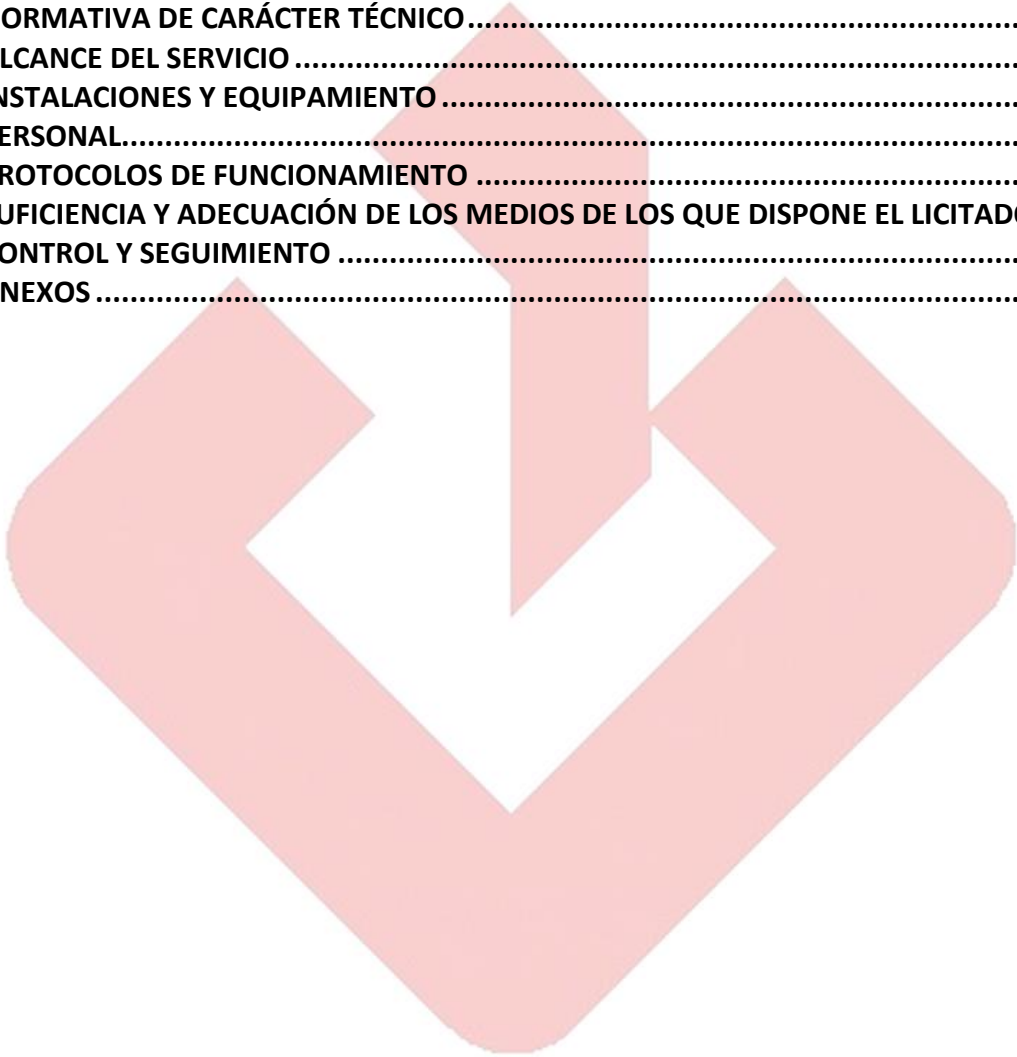 ORMATIVA DE CARÁCTER TÉCNICO
LCANCE DEL SERVICIO
NSTALACIONES Y EQUIPAMIENTO
ERSONAL
ROTOCOLOS DE FUNCIONAMIENTO
UFICIENCIA Y ADECUACIÓN DE LOS MEDIOS DE LOS QUE DISPONE EL LICITADO
ONTROL Y SEGUIMIENTO
NEXOS